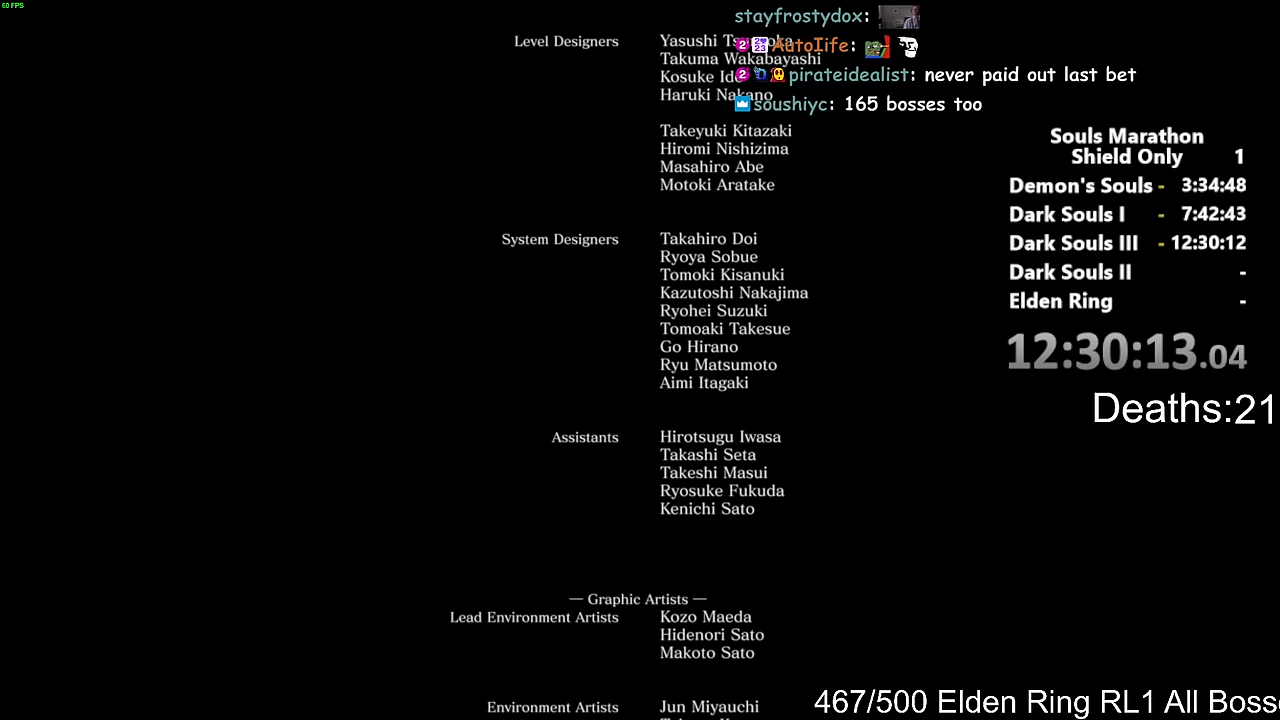 60 FPS
stayfrostydox:
AutoIife:
pirateidealist: never paid out last bet
soushiyc: 165 bosses too
Level Designers Yasushi
Takuma Wakabayashi
Kosuke
Haruki Nakano
Takeyuki Kitazaki
Hiromi Nishizima
Masahiro Abe
Motoki Aratake
System Designers Takahiro Doi
Ryoya Sobue
Tomoki Kisanuki
Kazutoshi Nakajima
Ryohei Suzuki
Tomoaki Takesue
Go Hirano
Ryu Matsumoto
Aimi Itagaki
Assistants Hirotsugu Iwasa
Takashi Seta
Takeshi Masui
Ryosuke Fukuda
Kenichi Sato
— Graphic Artists —
Lead Environment Artists Kozo Maeda
Hidenori Sato
Makoto Sato
Environment Artists Jun Miyauchi
Souls Marathon
Shield Only 1
Demon's Souls - 3:34:48
Dark Souls I - 7:42:43
Dark Souls III - 12:30:12
Dark Souls II -
Elden Ring -
12:30:13.04
Deaths:21
467/500 Elden Ring RL1 All Boss